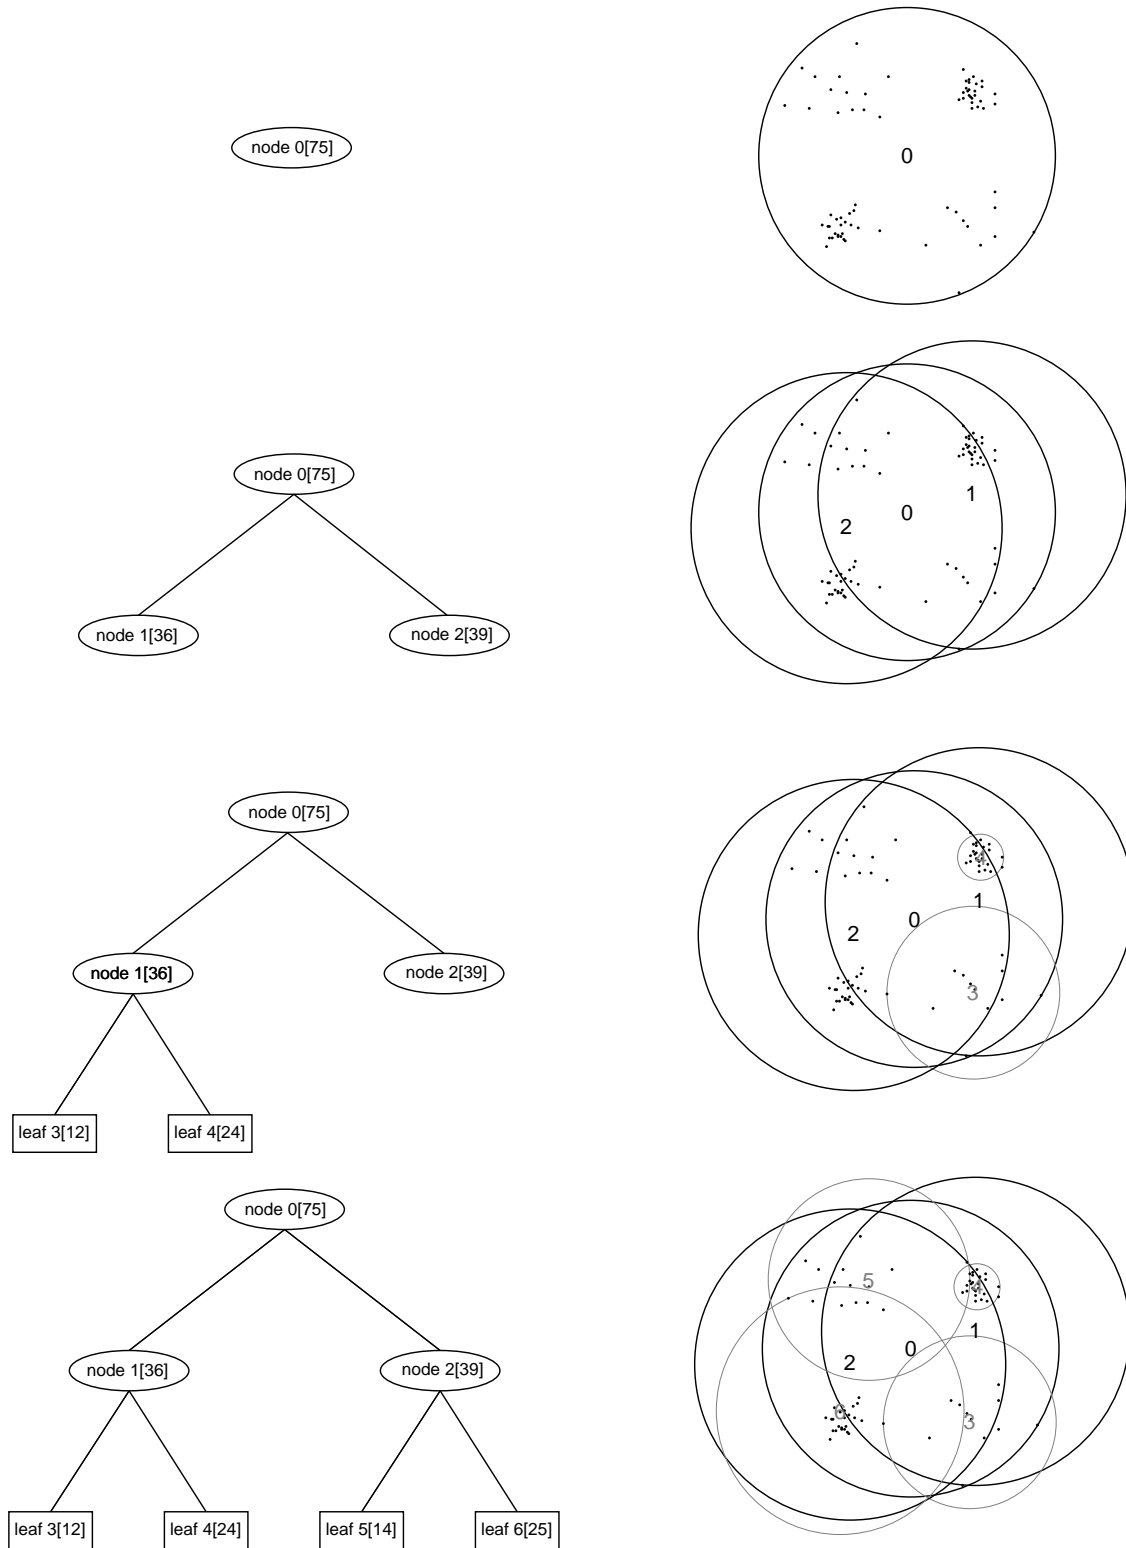 node 0[75]
0
node 0[75]
node 1[36]
node 2[39]
1
0
2
node 0[75]
node 1[36]
node 2[39]
leaf 3[12]
leaf 4[24]
4
1
0
2
3
node 0[75]
node 1[36]
node 2[39]
leaf 3[12]
leaf 4[24]
leaf 5[14]
leaf 6[25]
5
4
1
0
2
6
3